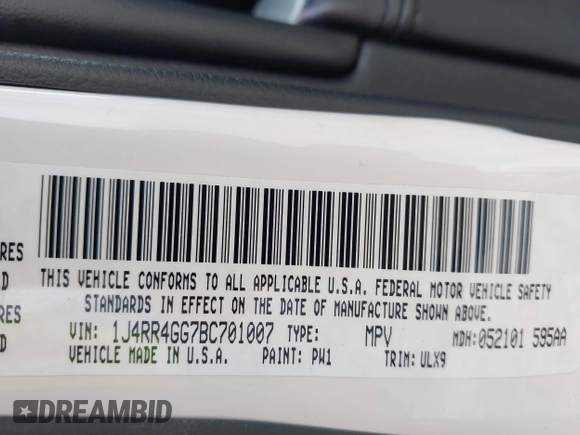 THIS VEHICLE CONFORMS TO ALL APPLICABLE U.S.A. FEDERAL MOTOR VEHICLE SAFETY
STANDARDS IN EFFECT ON THE DATE OF MANUFACTURE SHOWN ABOVE.
VIN: 1J4RR4GG7BC701007 TYPE: MPV MDH:052101 595AA
VEHICLE MADE IN U.S.A. PAINT: PW1 TRIM: ULX9
DREAMBID